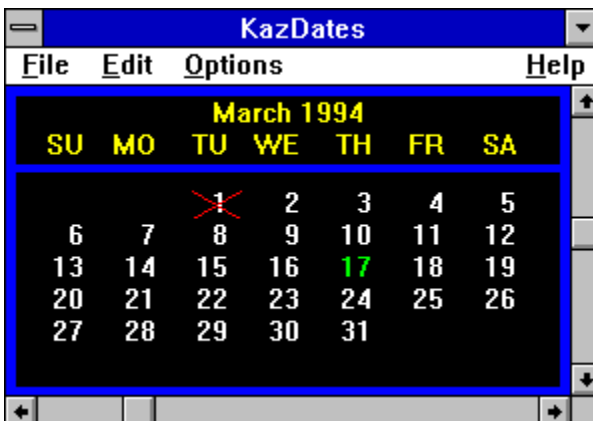 KazDates
File Edit Options Help
March 1994
SU MO TU WE TH FR SA
1 2 3 4 5
6 7 8 9 10 11 12
13 14 15 16 17 18 19
20 21 22 23 24 25 26
27 28 29 30 31